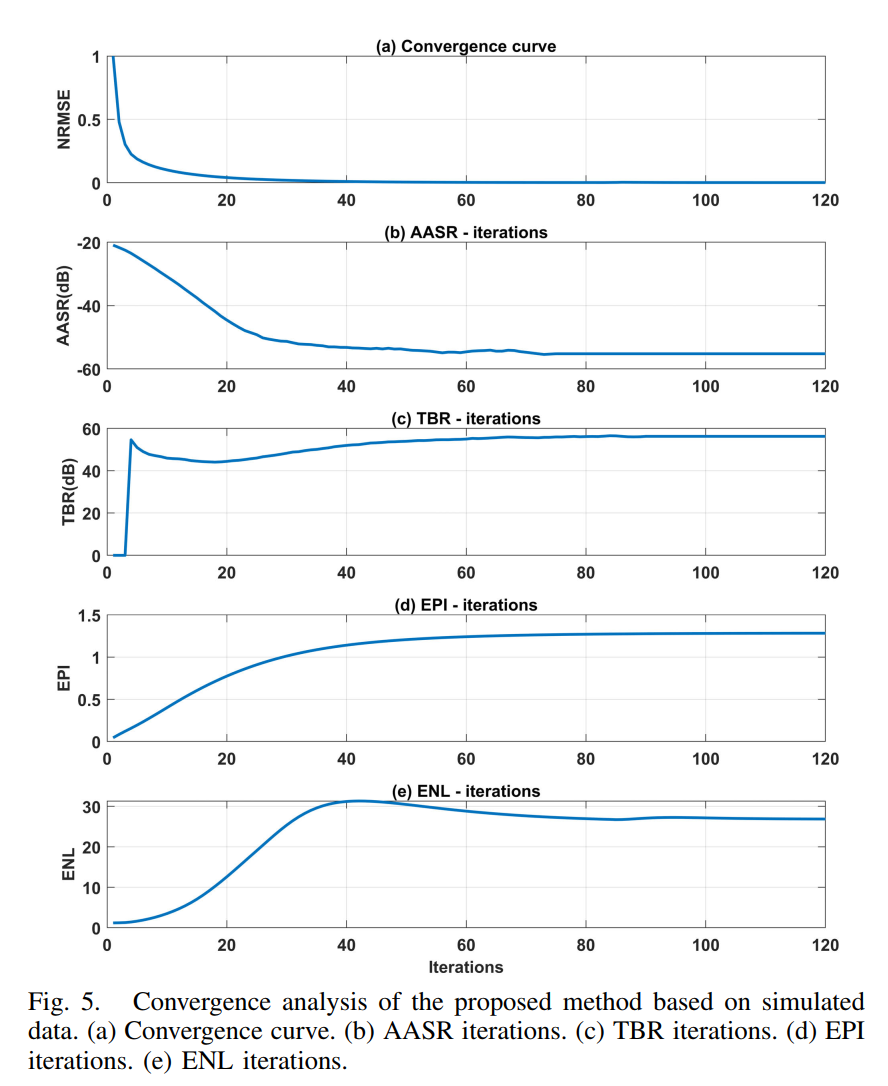 (a) Convergence curve
1
0.5
0
NRMSE
0 20 40 60 80 100 120
(b) AASR - iterations
-20
-40
-60
AASR(dB)
0 20 40 60 80 100 120
(c) TBR - iterations
60
40
20
0
TBR(dB)
0 20 40 60 80 100 120
(d) EPI - iterations
1.5
1
0.5
0
EPI
0 20 40 60 80 100 120
(e) ENL - iterations
30
20
10
0
ENL
0 20 40 60 80 100 120
Iterations
Fig. 5. Convergence analysis of the proposed method based on simulated
data. (a) Convergence curve. (b) AASR iterations. (c) TBR iterations. (d) EPI
iterations. (e) ENL iterations.